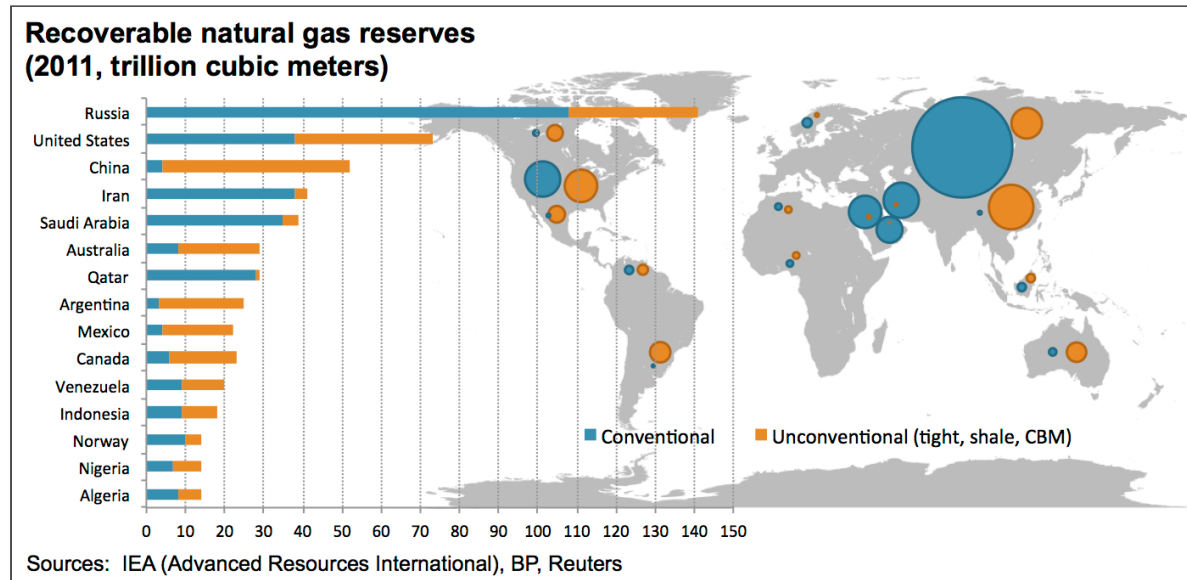 Recoverable natural gas reserves
(2011, trillion cubic meters)
Russia
United States
China
Iran
Saudi Arabia
Australia
Qatar
Argentina
Mexico
Canada
Venezuela
Indonesia
Norway
Nigeria
Algeria
Conventional
Unconventional (tight, shale, CBM)
0 10 20 30 40 50 60 70 80 90 100 110 120 130 140 150
Sources: IEA (Advanced Resources International), BP, Reuters